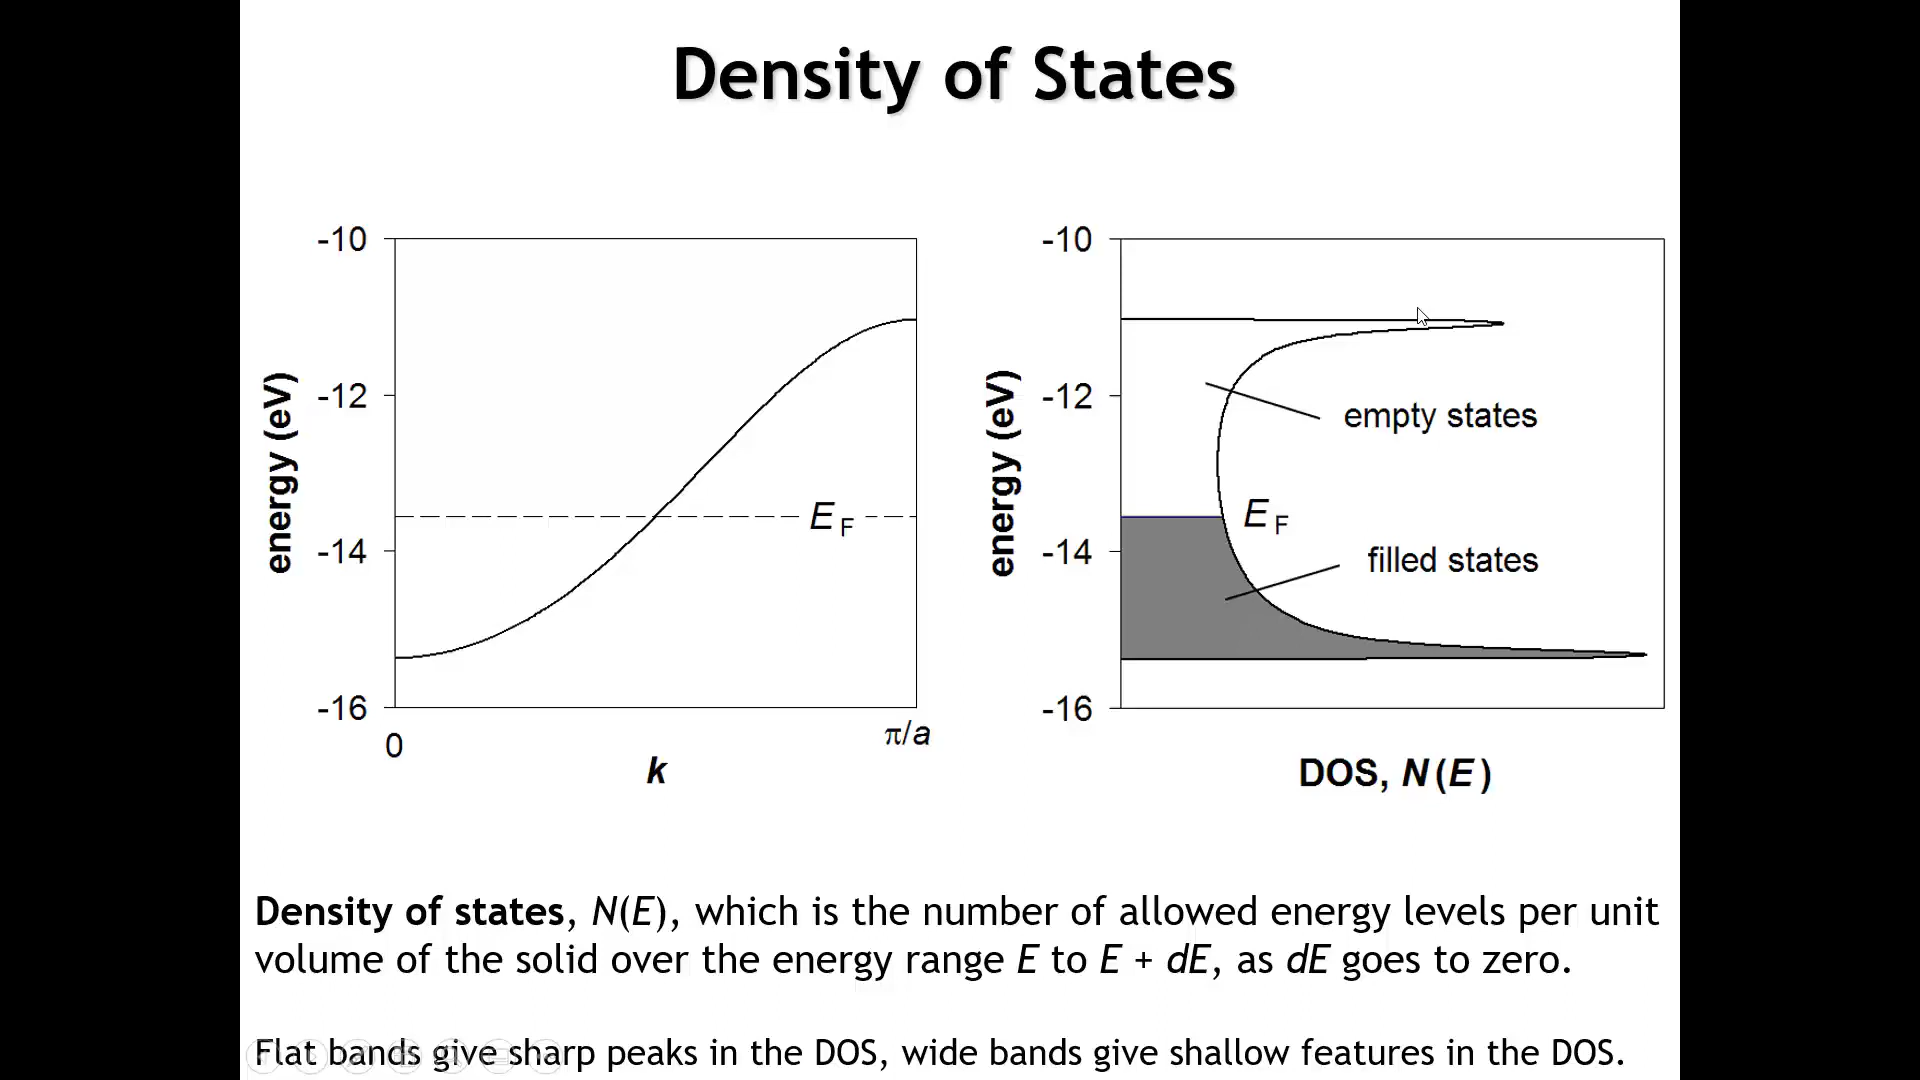 Density of States
-10
-12
-14
-16
energy (eV)
E F
0
π/a
k
-10
-12
-14
-16
energy (eV)
empty states
E F
filled states
DOS, N(E)
Density of states, N(E), which is the number of allowed energy levels per unit
volume of the solid over the energy range E to E + dE, as dE goes to zero.
Flat bands give sharp peaks in the DOS, wide bands give shallow features in the DOS.